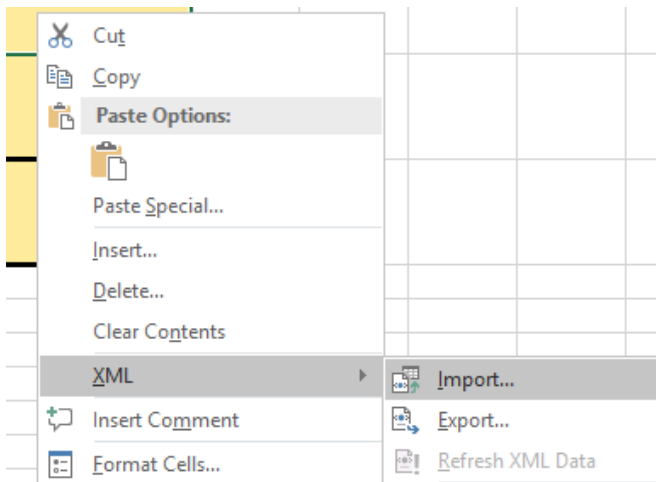 Cut
Copy
Paste Options:
Paste Special...
Insert...
Delete...
Clear Contents
XML
Import...
Insert Comment
Export...
Format Cells...
Refresh XML Data